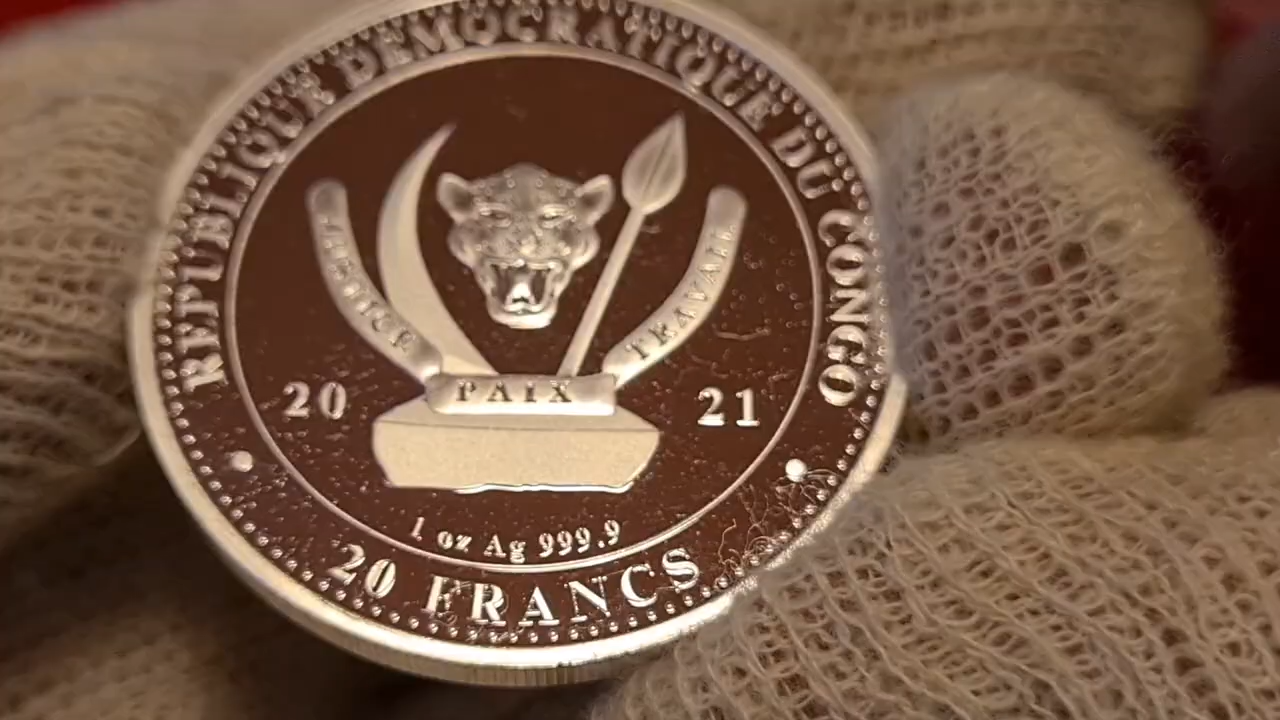 REPUBLIQUE DEMOCRATIQUE DU CONGO
JUSTICE
TRAVAIL
PAIX
20 21
1 oz Ag 999.9
20 FRANCS